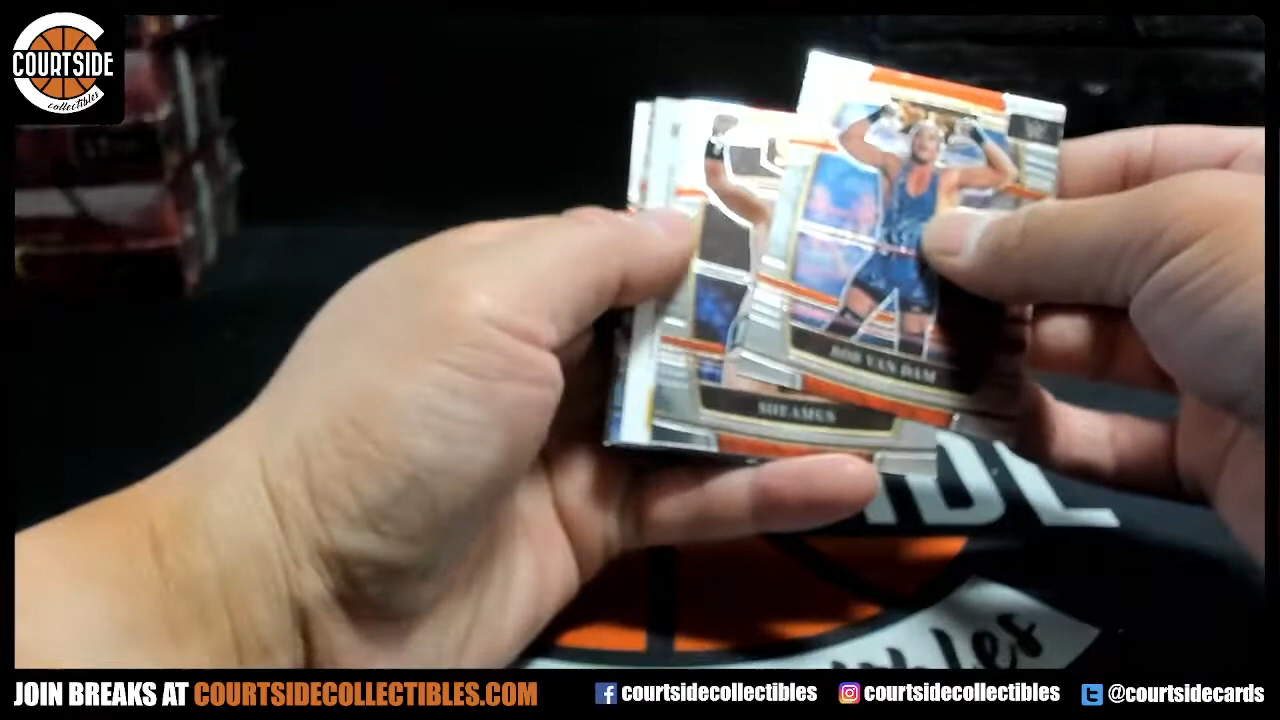 COURTSIDE
collectibles
ROB VAN DAM
SHEAMUS
JOIN BREAKS AT COURTSIDECOLLECTIBLES.COM
courtsidecollectibles
courtsidecollectibles
@courtsidecards